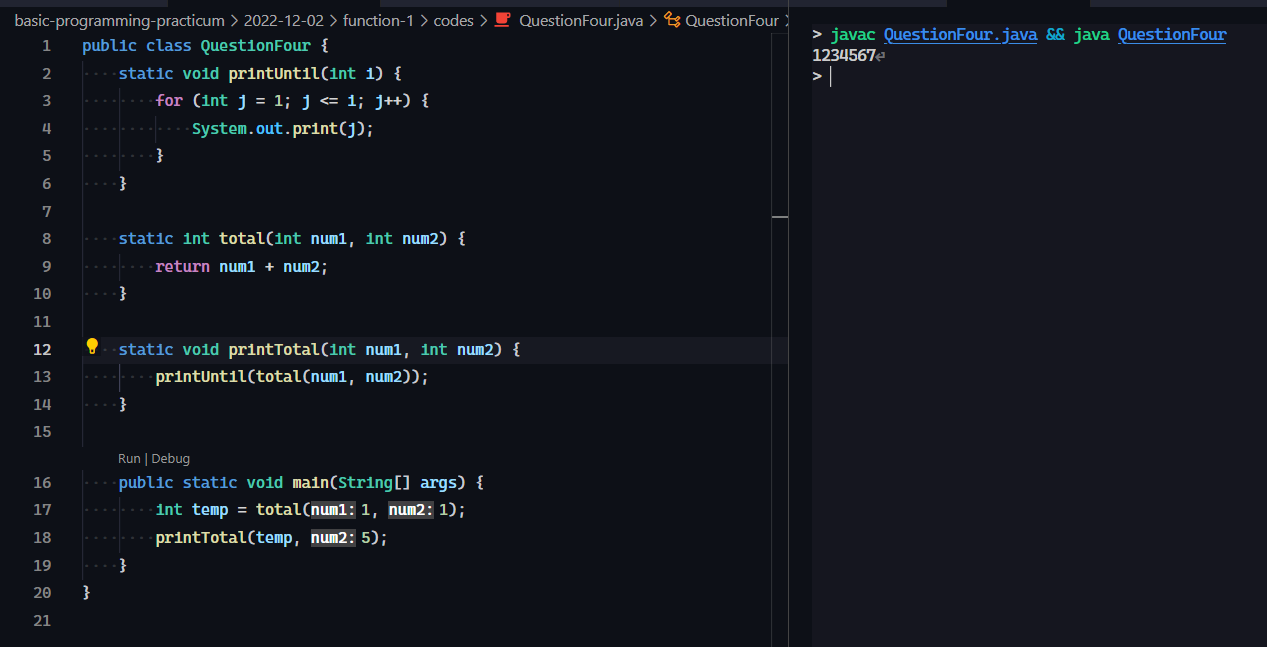 basic-programming-practicum > 2022-12-02 > function-1 > codes > QuestionFour.java > QuestionFour >
1 public class QuestionFour {
2     static void printUntil(int i) {
3         for (int j = 1; j <= i; j++) {
4             System.out.print(j);
5         }
6     }
7
8     static int total(int num1, int num2) {
9         return num1 + num2;
10     }
11
12     static void printTotal(int num1, int num2) {
13         printUntil(total(num1, num2));
14     }
15
Run | Debug
16     public static void main(String[] args) {
17         int temp = total(num1: 1, num2: 1);
18         printTotal(temp, num2: 5);
19     }
20 }
21
> javac QuestionFour.java && java QuestionFour
1234567⏎
>